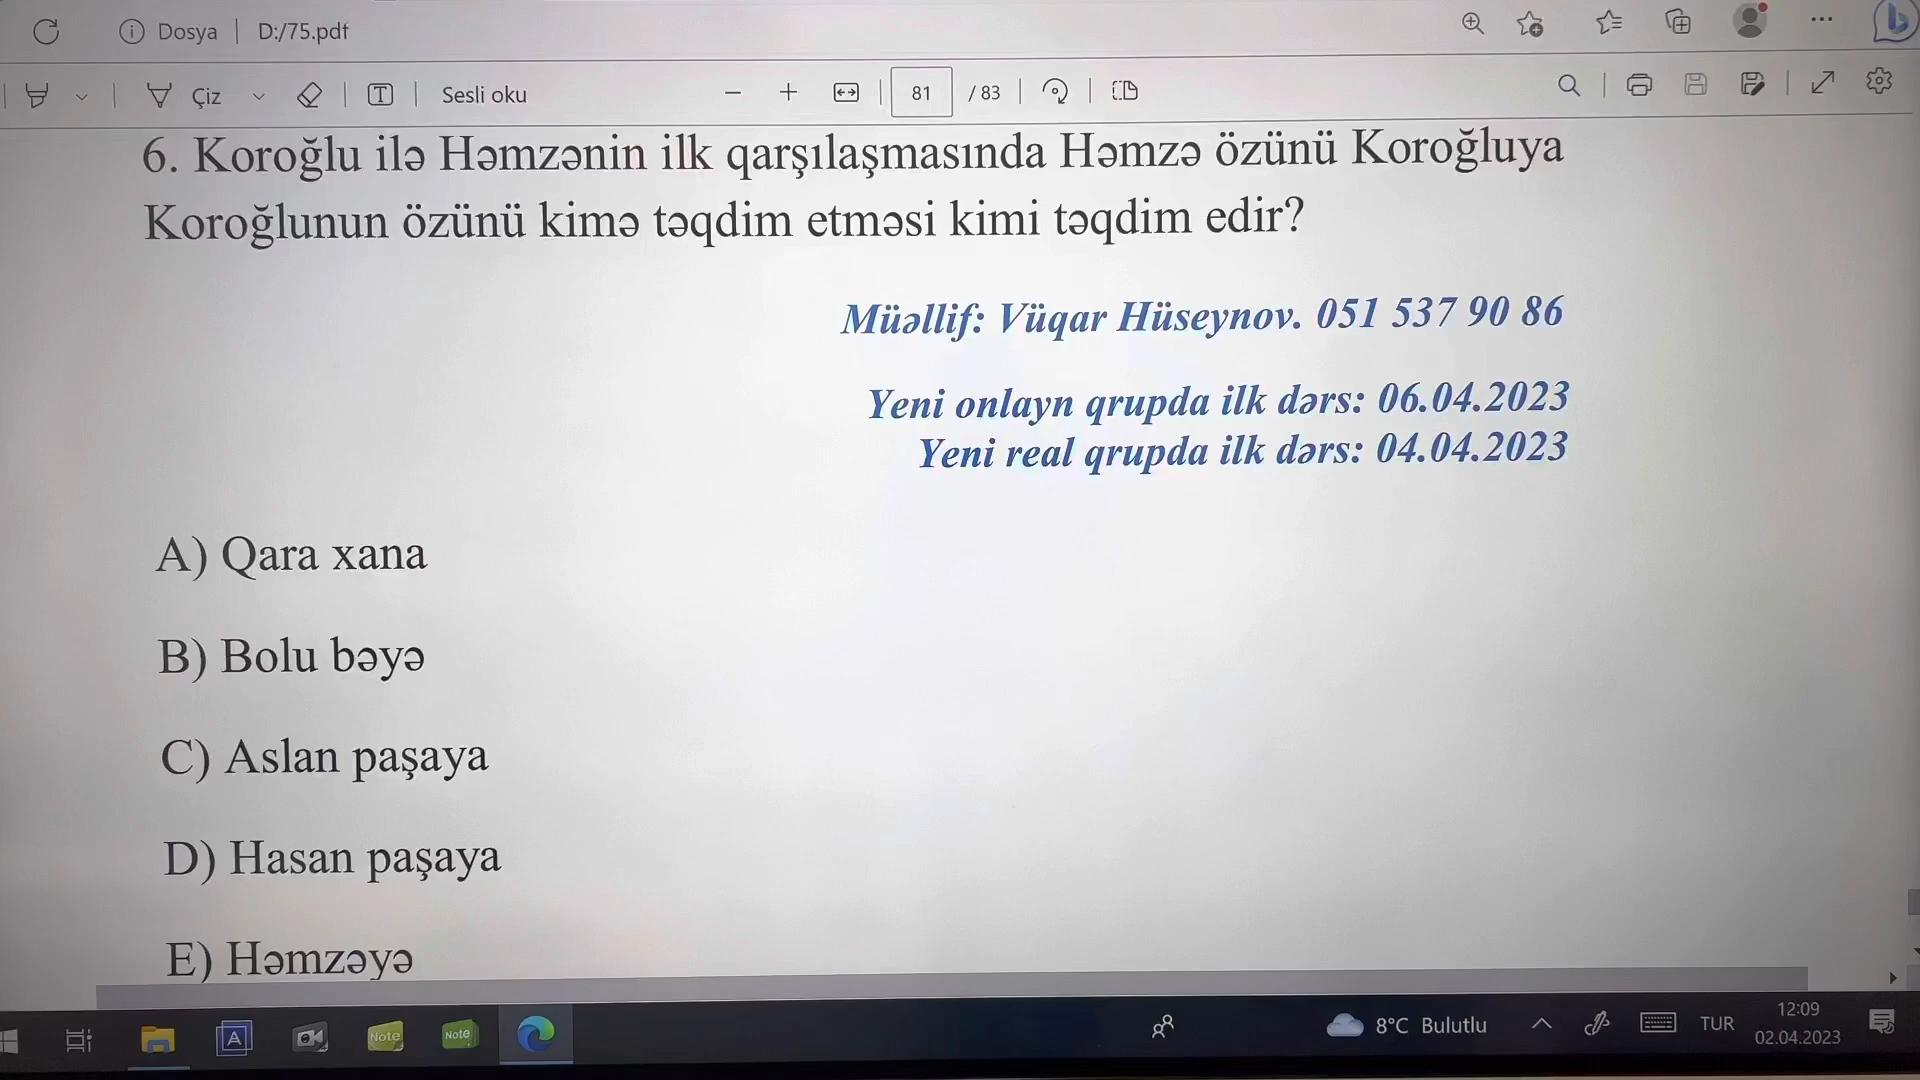 Dosya | D:/75.pdf
Çiz
Sesli oku
81 / 83
6. Koroğlu ilə Həmzənin ilk qarşılaşmasında Həmzə özünü Koroğluya
Koroğlunun özünü kimə təqdim etməsi kimi təqdim edir?
Müəllif: Vüqar Hüseynov. 051 537 90 86
Yeni onlayn qrupda ilk dərs: 06.04.2023
Yeni real qrupda ilk dərs: 04.04.2023
A) Qara xana
B) Bolu bəyə
C) Aslan paşaya
D) Hasan paşaya
E) Həmzəyə
A
Note
Note
8°C Bulutlu
TUR
12:09
02.04.2023